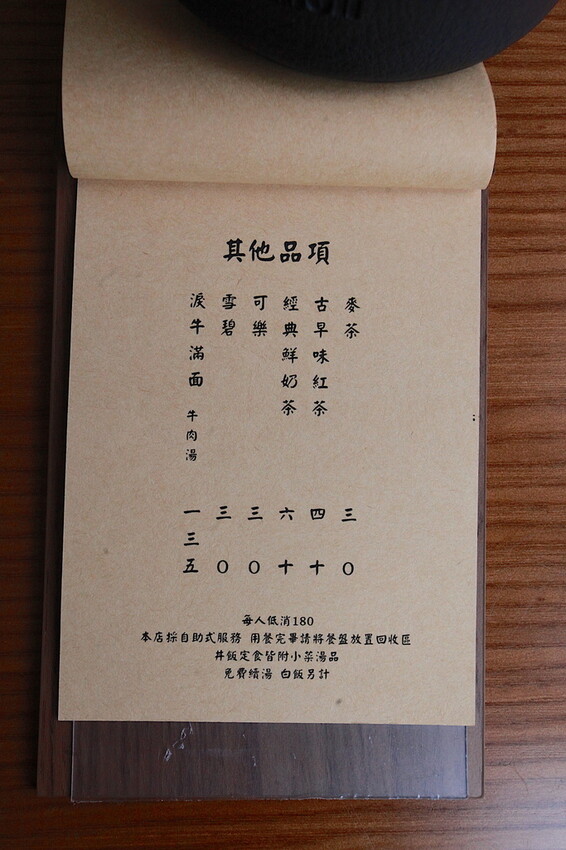 其他品項
麥茶 三〇
古早味紅茶 四十
經典鮮奶茶 六十
可樂 三〇
雪碧 三〇
淚牛滿面 牛肉湯 一三五
每人低消180
本店採自助式服務 用餐完畢請將餐盤放置回收區
丼飯定食皆附小菜湯品
免費續湯 白飯另計